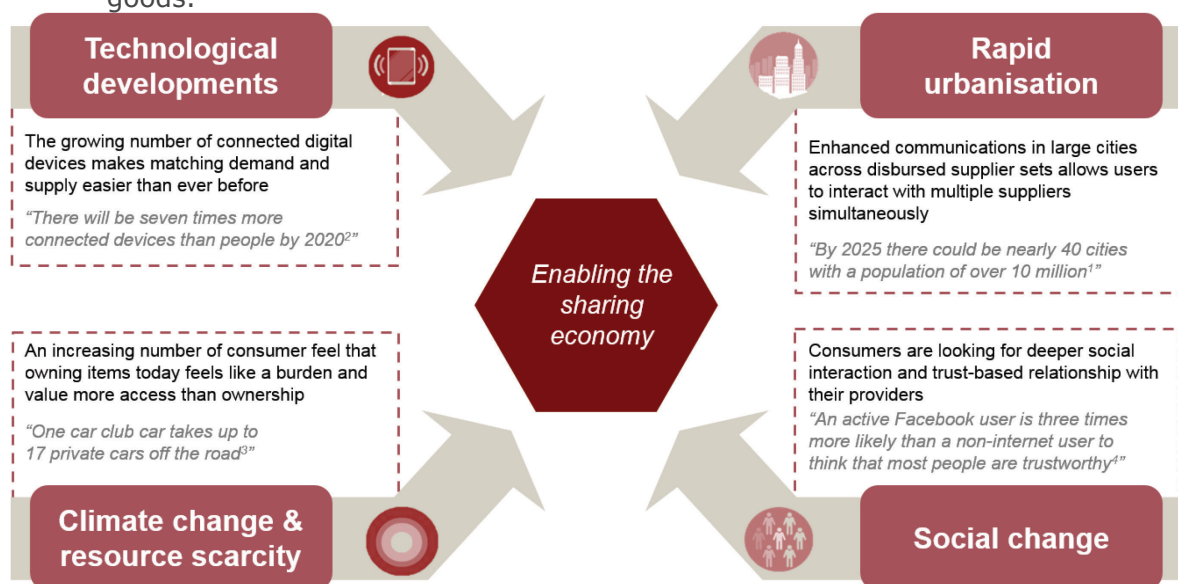 goods.
Technological
developments
The growing number of connected digital
devices makes matching demand and
supply easier than ever before
“There will be seven times more
connected devices than people by 2020²”
Rapid
urbanisation
Enhanced communications in large cities
across disbursed supplier sets allows users
to interact with multiple suppliers
simultaneously
“By 2025 there could be nearly 40 cities
with a population of over 10 million¹”
Enabling the
sharing
economy
An increasing number of consumer feel that
owning items today feels like a burden and
value more access than ownership
“One car club car takes up to
17 private cars off the road³”
Climate change &
resource scarcity
Consumers are looking for deeper social
interaction and trust-based relationship with
their providers
“An active Facebook user is three times
more likely than a non-internet user to
think that most people are trustworthy⁴”
Social change